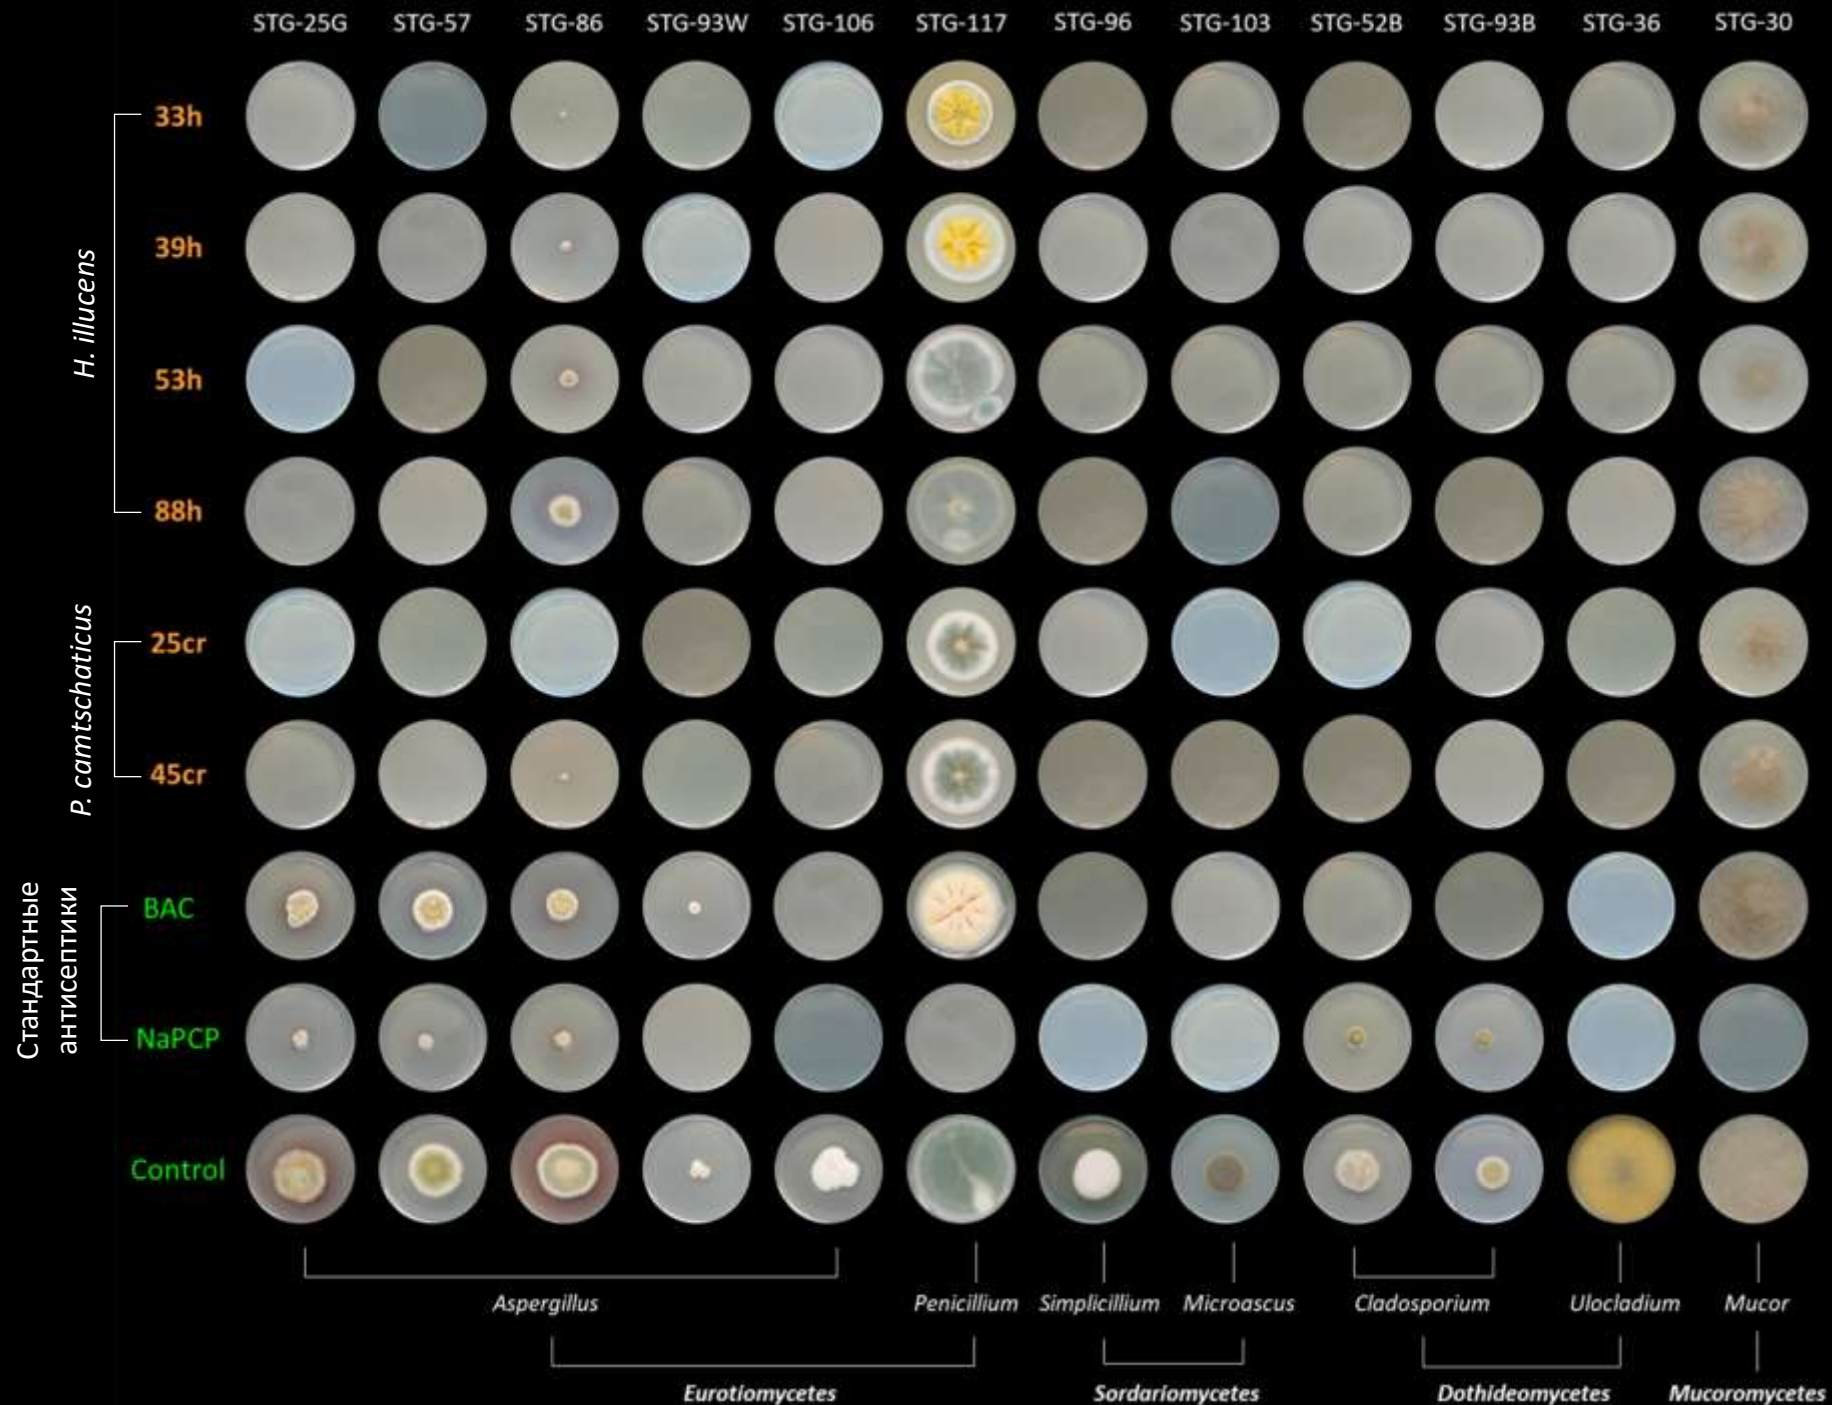 STG-25G STG-57 STG-86 STG-93W STG-106 STG-117 STG-96 STG-103 STG-52B STG-93B STG-36 STG-30
H. illucens
33h
39h
53h
88h
P. camtschaticus
25cr
45cr
Стандартные
антисептики
BAC
NaPCP
Control
Aspergillus Penicillium Simplicillium Microascus Cladosporium Ulocladium Mucor
Eurotiomycetes Sordariomycetes Dothideomycetes Mucoromycetes